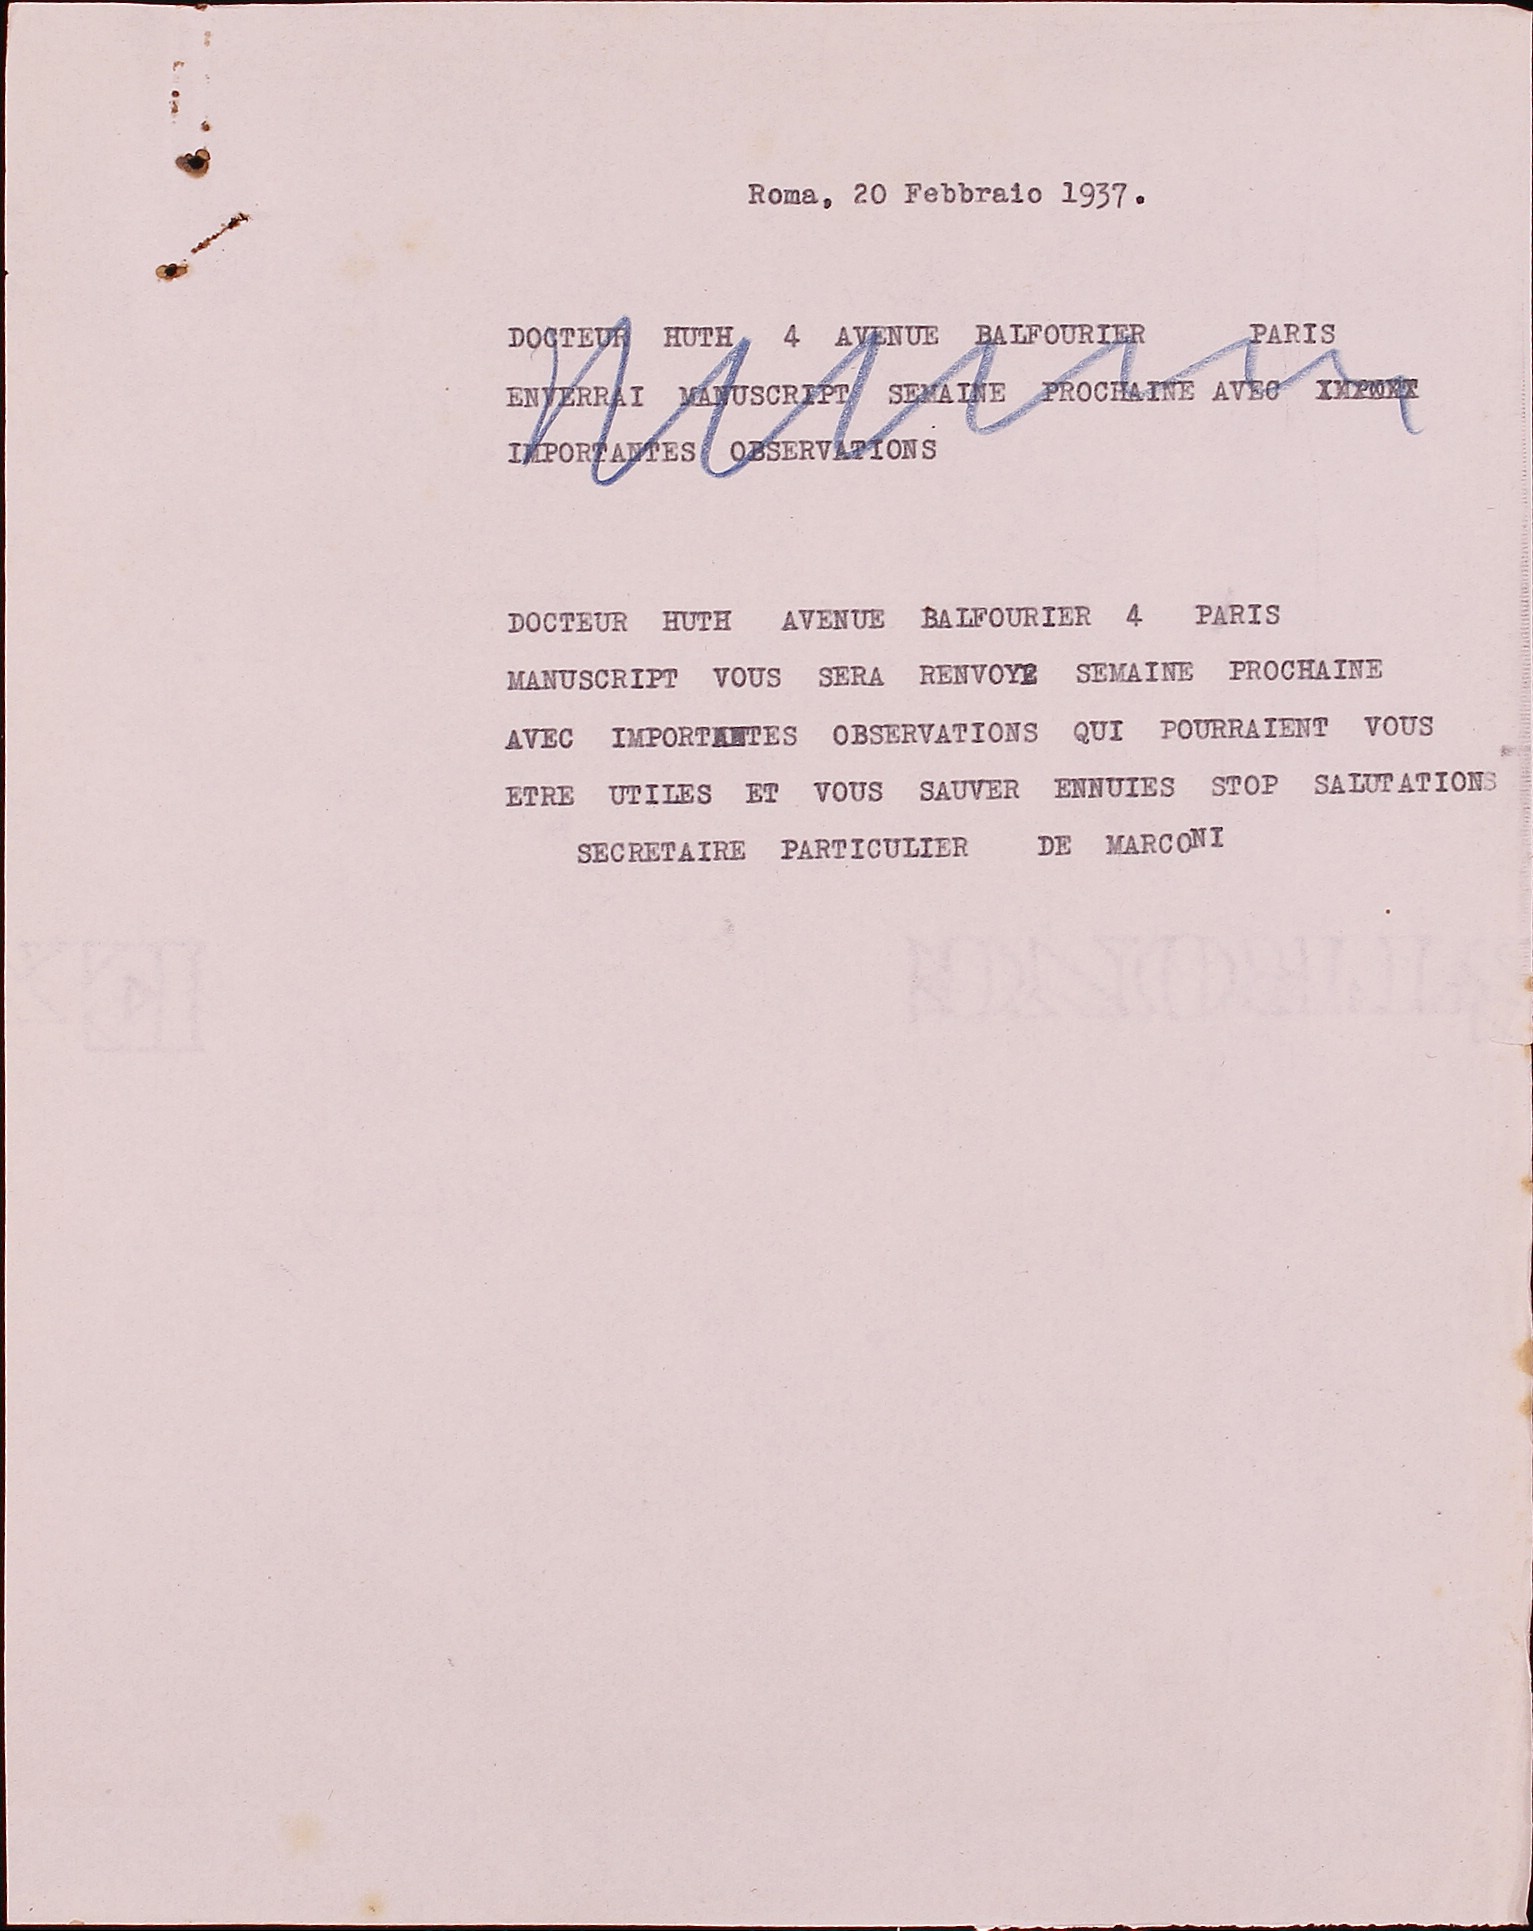 Roma, 20 Febbraio 1937.
DOCTEUR HUTH 4 AVENUE BALFOURIER PARIS
ENVERRAI MANUSCRIPT SEMAINE PROCHAINE AVEC IMPORT
IMPORTANTES OBSERVATIONS
DOCTEUR HUTH AVENUE BALFOURIER 4 PARIS
MANUSCRIPT VOUS SERA RENVOYE SEMAINE PROCHAINE
AVEC IMPORTANTES OBSERVATIONS QUI POURRAIENT VOUS
ETRE UTILES ET VOUS SAUVER ENNUIES STOP SALUTATIONS
SECRETAIRE PARTICULIER DE MARCONI